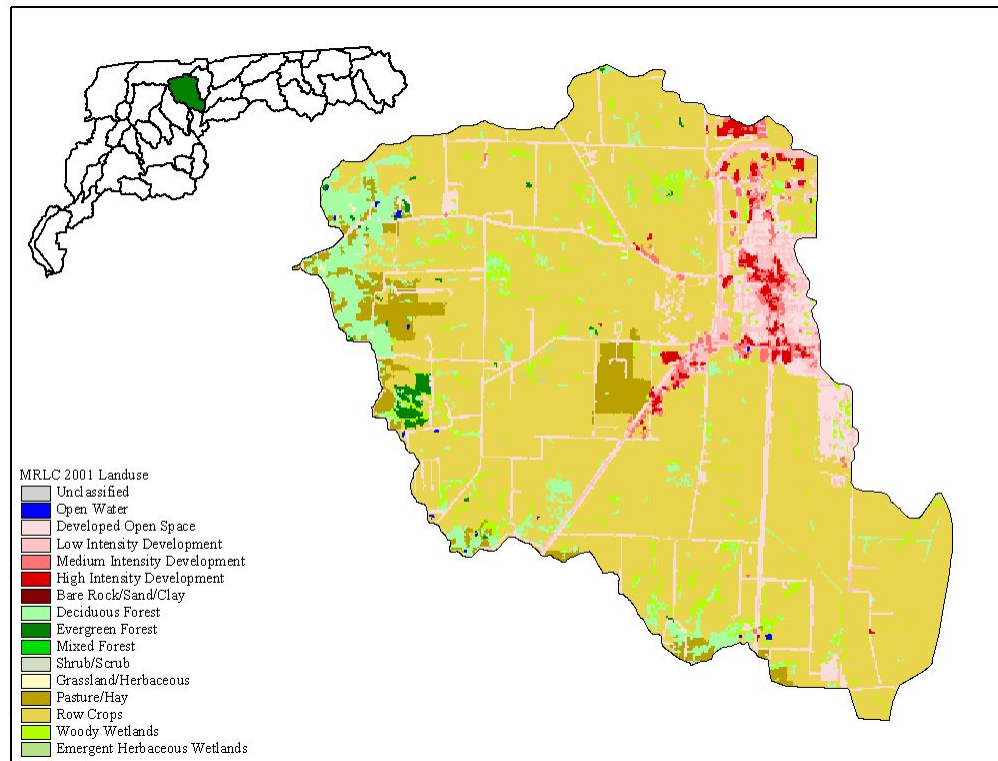 MRLC 2001 Landuse
Unclassified
Open Water
Developed Open Space
Low Intensity Development
Medium Intensity Development
High Intensity Development
Bare Rock/Sand/Clay
Deciduous Forest
Evergreen Forest
Mixed Forest
Shrub/Scrub
Grassland/Herbaceous
Pasture/Hay
Row Crops
Woody Wetlands
Emergent Herbaceous Wetlands